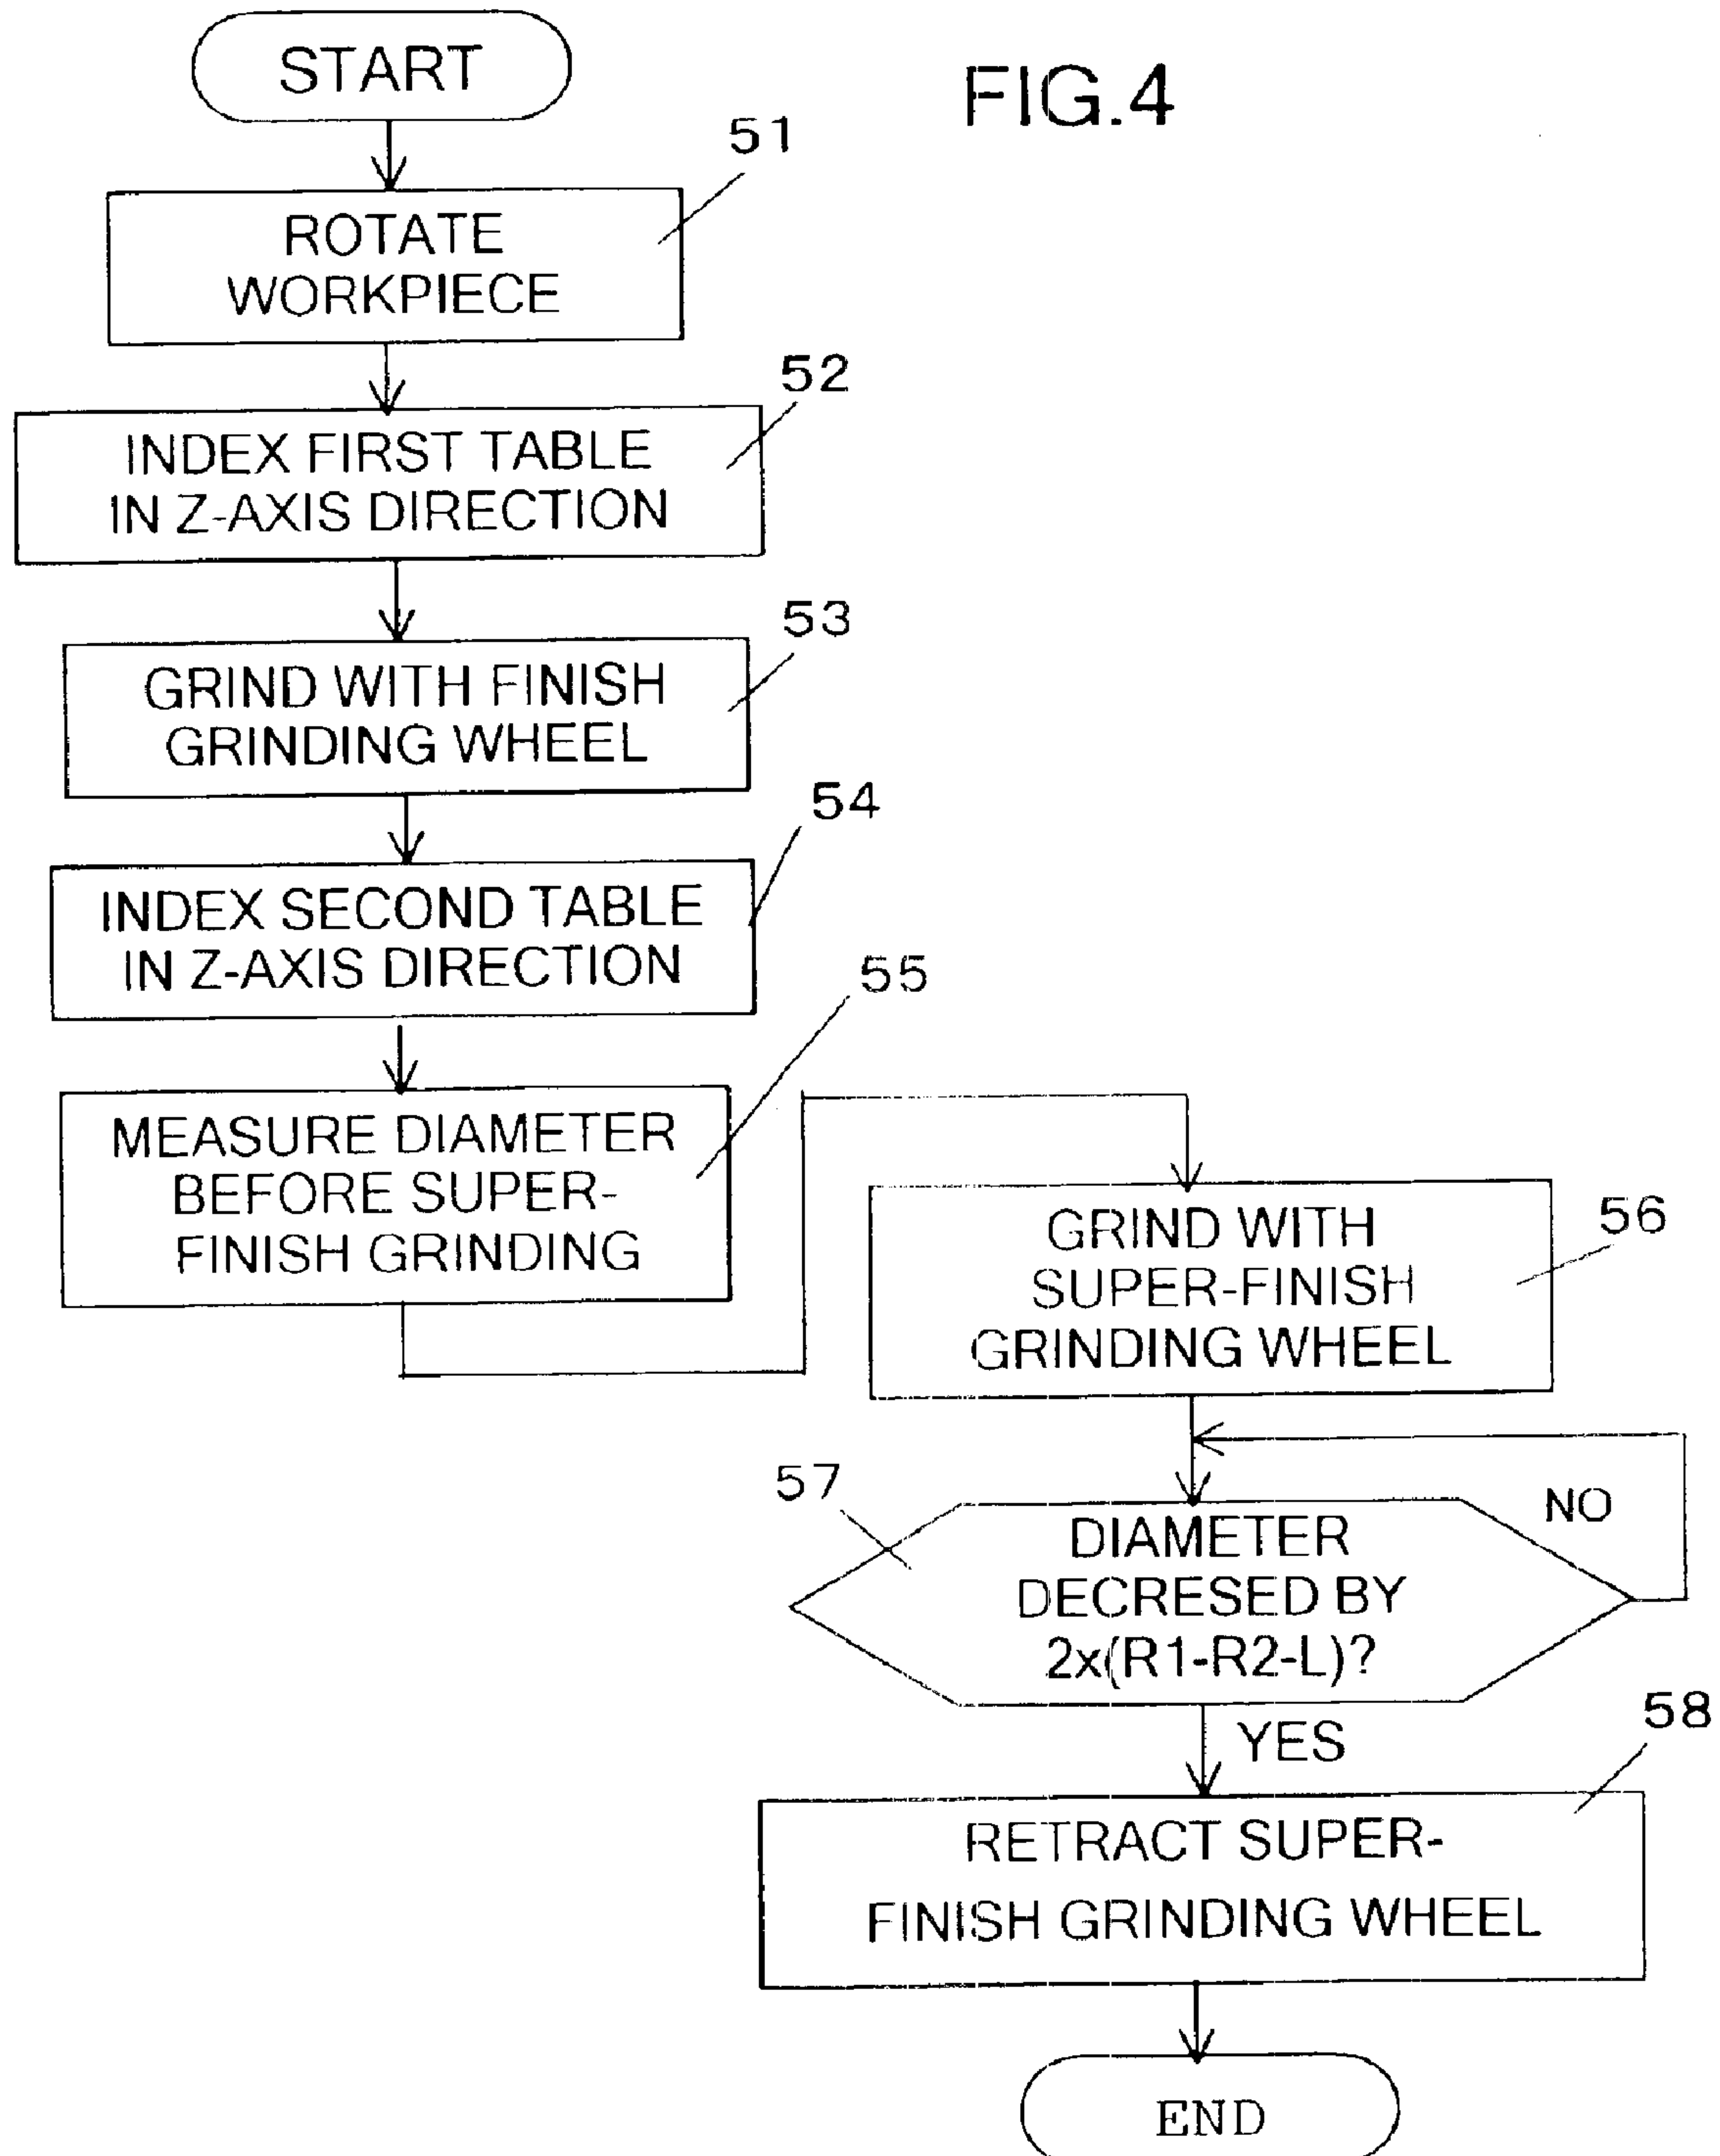 START
FIG.4
51
ROTATE
WORKPIECE
52
INDEX FIRST TABLE
IN Z-AXIS DIRECTION
53
GRIND WITH FINISH
GRINDING WHEEL
54
INDEX SECOND TABLE
IN Z-AXIS DIRECTION
55
MEASURE DIAMETER
BEFORE SUPER-
FINISH GRINDING
56
GRIND WITH
SUPER-FINISH
GRINDING WHEEL
57
NO
DIAMETER
DECRESED BY
2x(R1-R2-L)?
YES
58
RETRACT SUPER-
FINISH GRINDING WHEEL
END